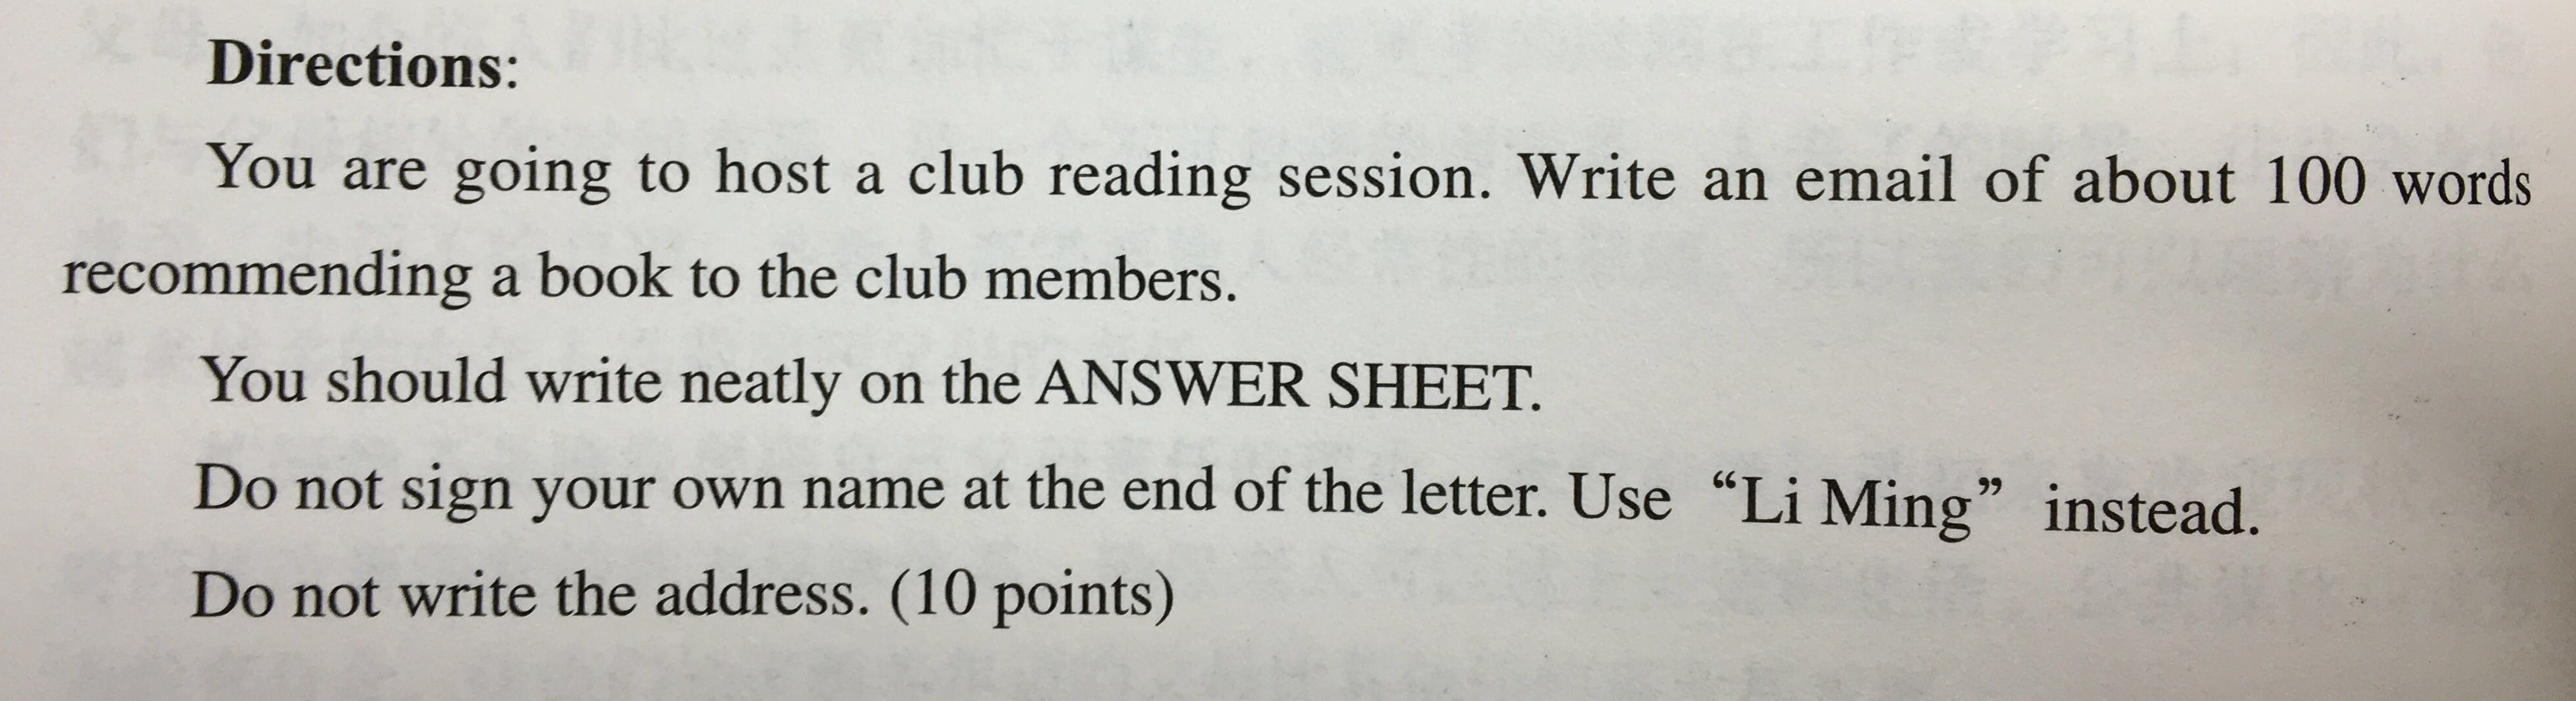 Directions:
You are going to host a club reading session. Write an email of about 100 words
recommending a book to the club members.
You should write neatly on the ANSWER SHEET.
Do not sign your own name at the end of the letter. Use “Li Ming” instead.
Do not write the address. (10 points)